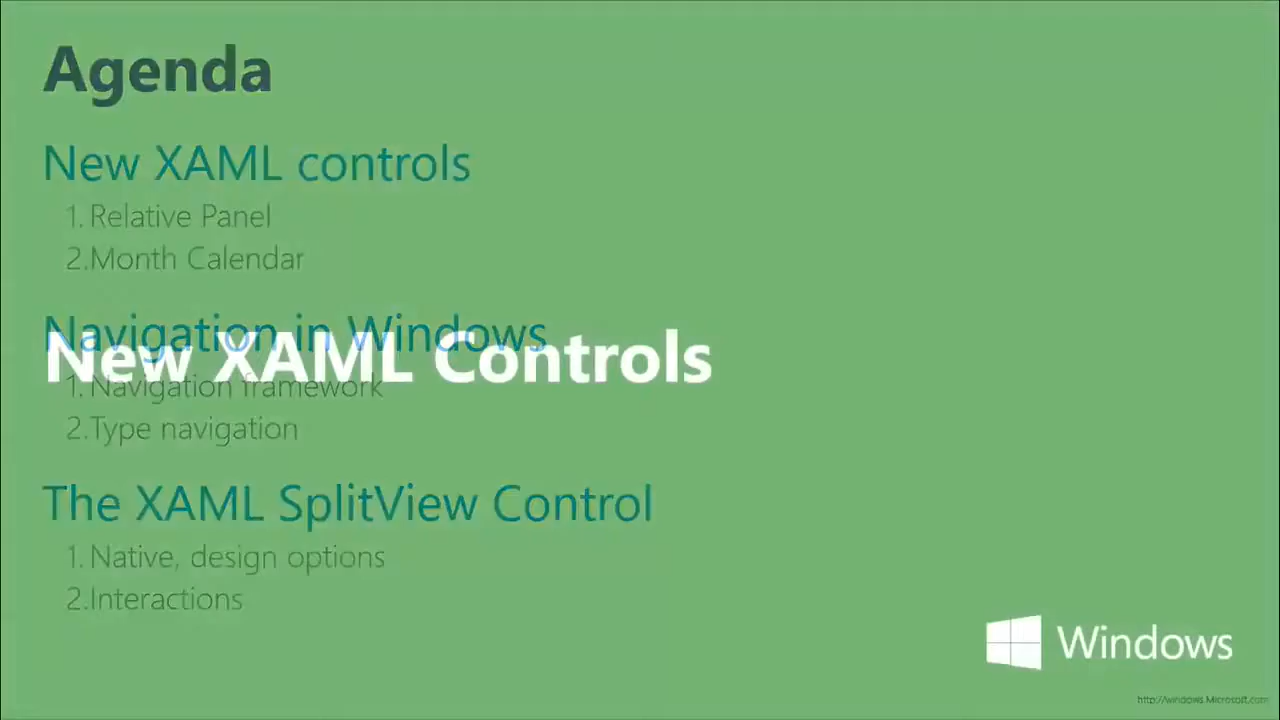 Agenda
New XAML controls
1. Relative Panel
2.Month Calendar
Navigation in Windows
New XAML Controls
1. Navigation framework
2.Type navigation
The XAML SplitView Control
1. Native, design options
2.Interactions
Windows
http://windows.Microsoft.com